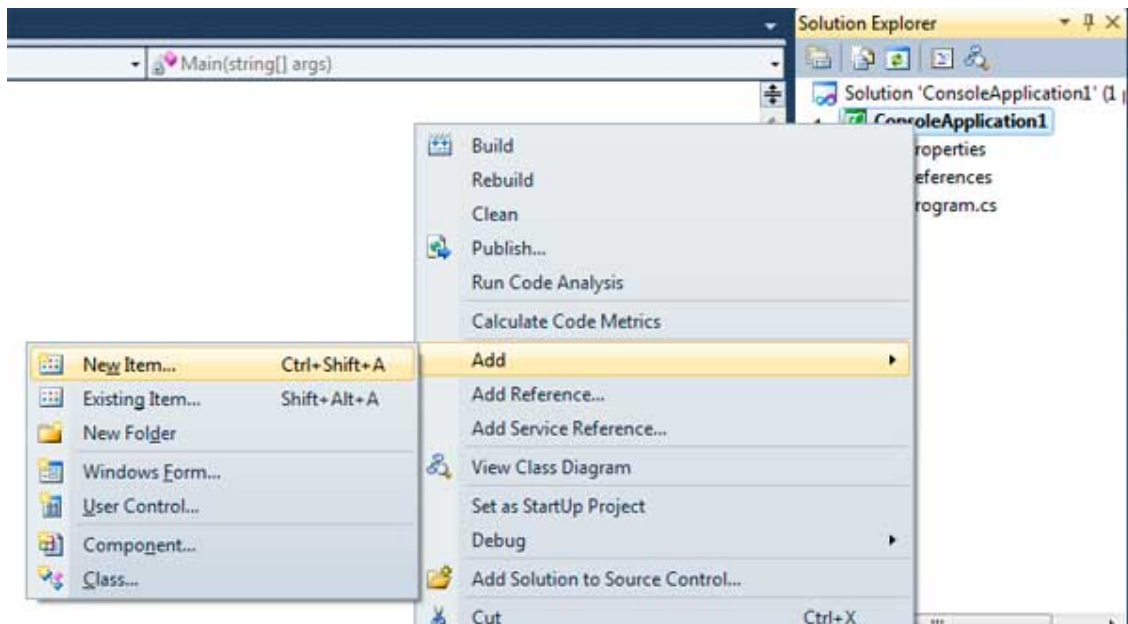 Solution Explorer
Main(string[] args)
Solution 'ConsoleApplication1' (1
ConsoleApplication1
roperties
eferences
rogram.cs
Build
Rebuild
Clean
Publish...
Run Code Analysis
Calculate Code Metrics
Add
Add Reference...
Add Service Reference...
View Class Diagram
Set as StartUp Project
Debug
Add Solution to Source Control...
Cut Ctrl+X
New Item... Ctrl+Shift+A
Existing Item... Shift+Alt+A
New Folder
Windows Form...
User Control...
Component...
Class...